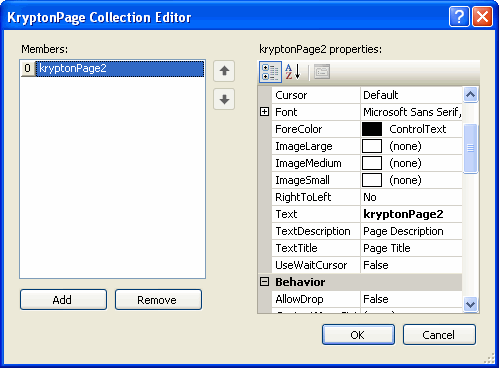 KryptonPage Collection Editor
Members:
0 kryptonPage2
Add
Remove
kryptonPage2 properties:
Cursor Default
Font Microsoft Sans Serif,
ForeColor ControlText
ImageLarge (none)
ImageMedium (none)
ImageSmall (none)
RightToLeft No
Text kryptonPage2
TextDescription Page Description
TextTitle Page Title
UseWaitCursor False
Behavior
AllowDrop False
OK
Cancel